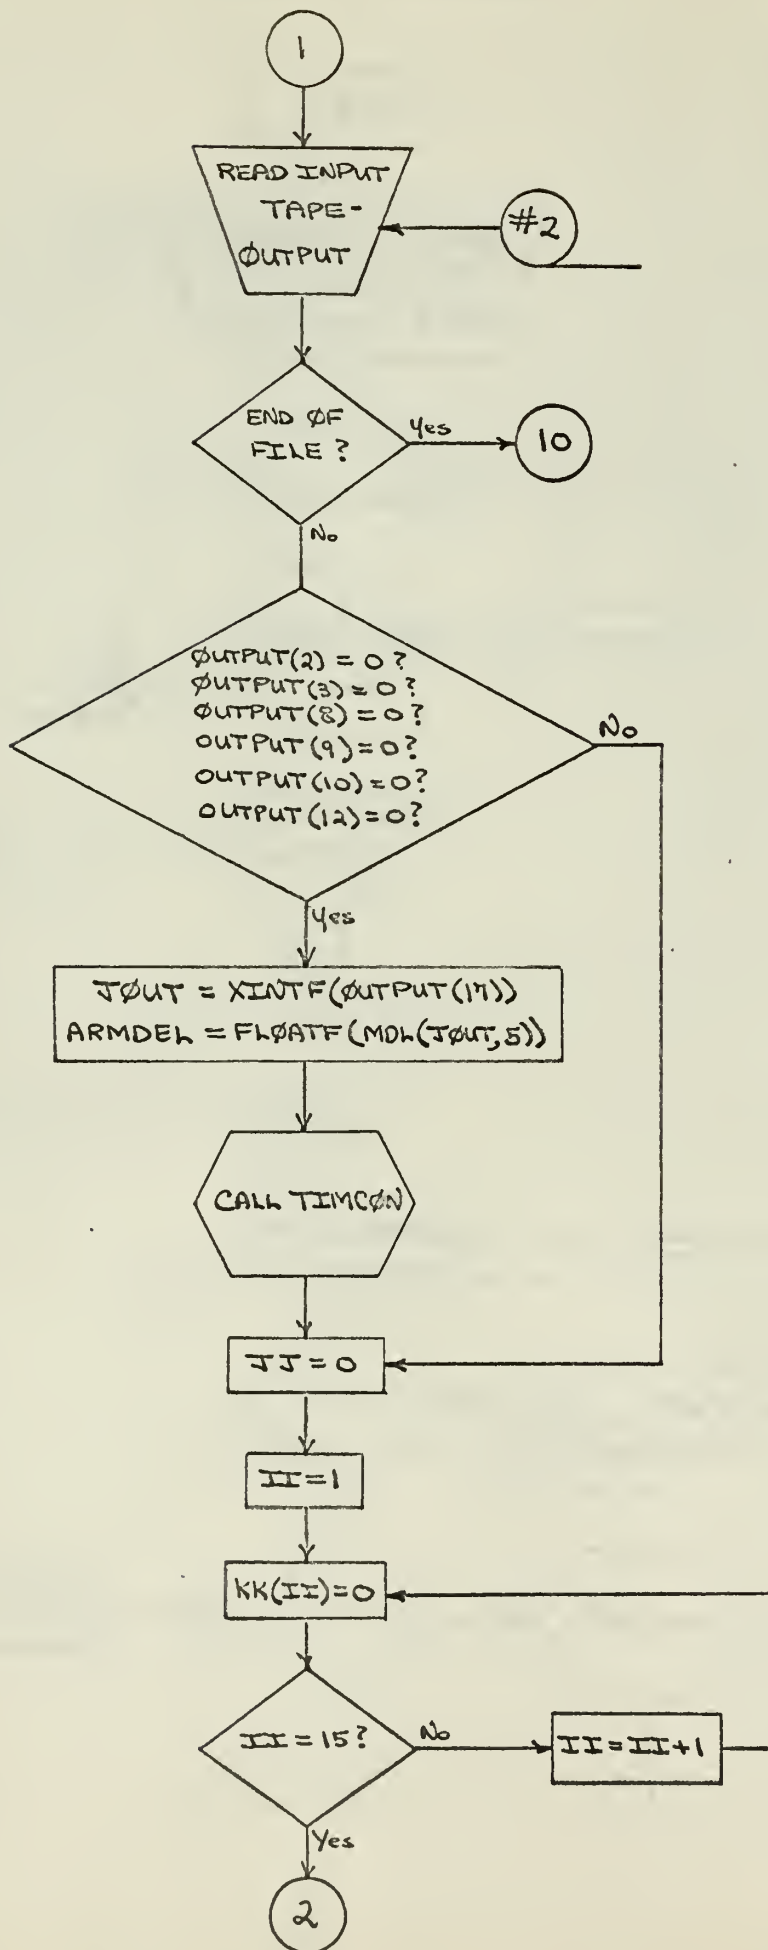 1
READ INPUT
TAPE-
ØUTPUT
#2
END ØF
FILE?
Yes
10
No
ØUTPUT(2) = 0?
ØUTPUT(3) = 0?
ØUTPUT(8) = 0?
OUTPUT(9) = 0?
OUTPUT(10) = 0?
OUTPUT(12) = 0?
No
Yes
JØUT = XINTF(ØUTPUT(17))
ARMDEL = FLØATF(MDL(JØUT,5))
CALL TIMCØN
JJ = 0
II = 1
KK(II) = 0
II = 15?
No
II = II+1
Yes
2